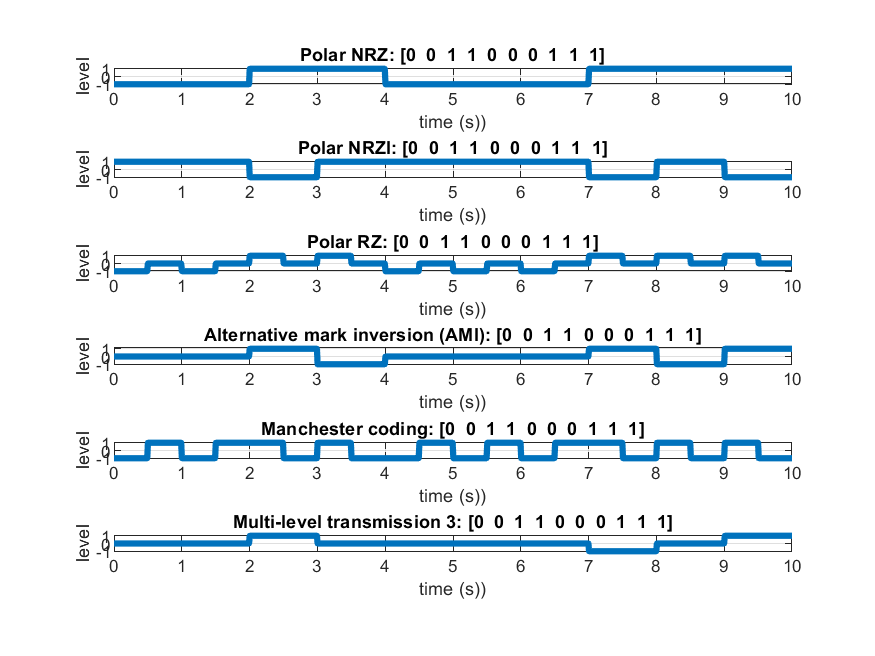 Polar NRZ: [0 0 1 1 0 0 0 1 1 1]
level
1
0
-1
0 1 2 3 4 5 6 7 8 9 10
time (s))
Polar NRZI: [0 0 1 1 0 0 0 1 1 1]
level
1
0
-1
0 1 2 3 4 5 6 7 8 9 10
time (s))
Polar RZ: [0 0 1 1 0 0 0 1 1 1]
level
1
0
-1
0 1 2 3 4 5 6 7 8 9 10
time (s))
Alternative mark inversion (AMI): [0 0 1 1 0 0 0 1 1 1]
level
1
0
-1
0 1 2 3 4 5 6 7 8 9 10
time (s))
Manchester coding: [0 0 1 1 0 0 0 1 1 1]
level
1
0
-1
0 1 2 3 4 5 6 7 8 9 10
time (s))
Multi-level transmission 3: [0 0 1 1 0 0 0 1 1 1]
level
1
0
-1
0 1 2 3 4 5 6 7 8 9 10
time (s))